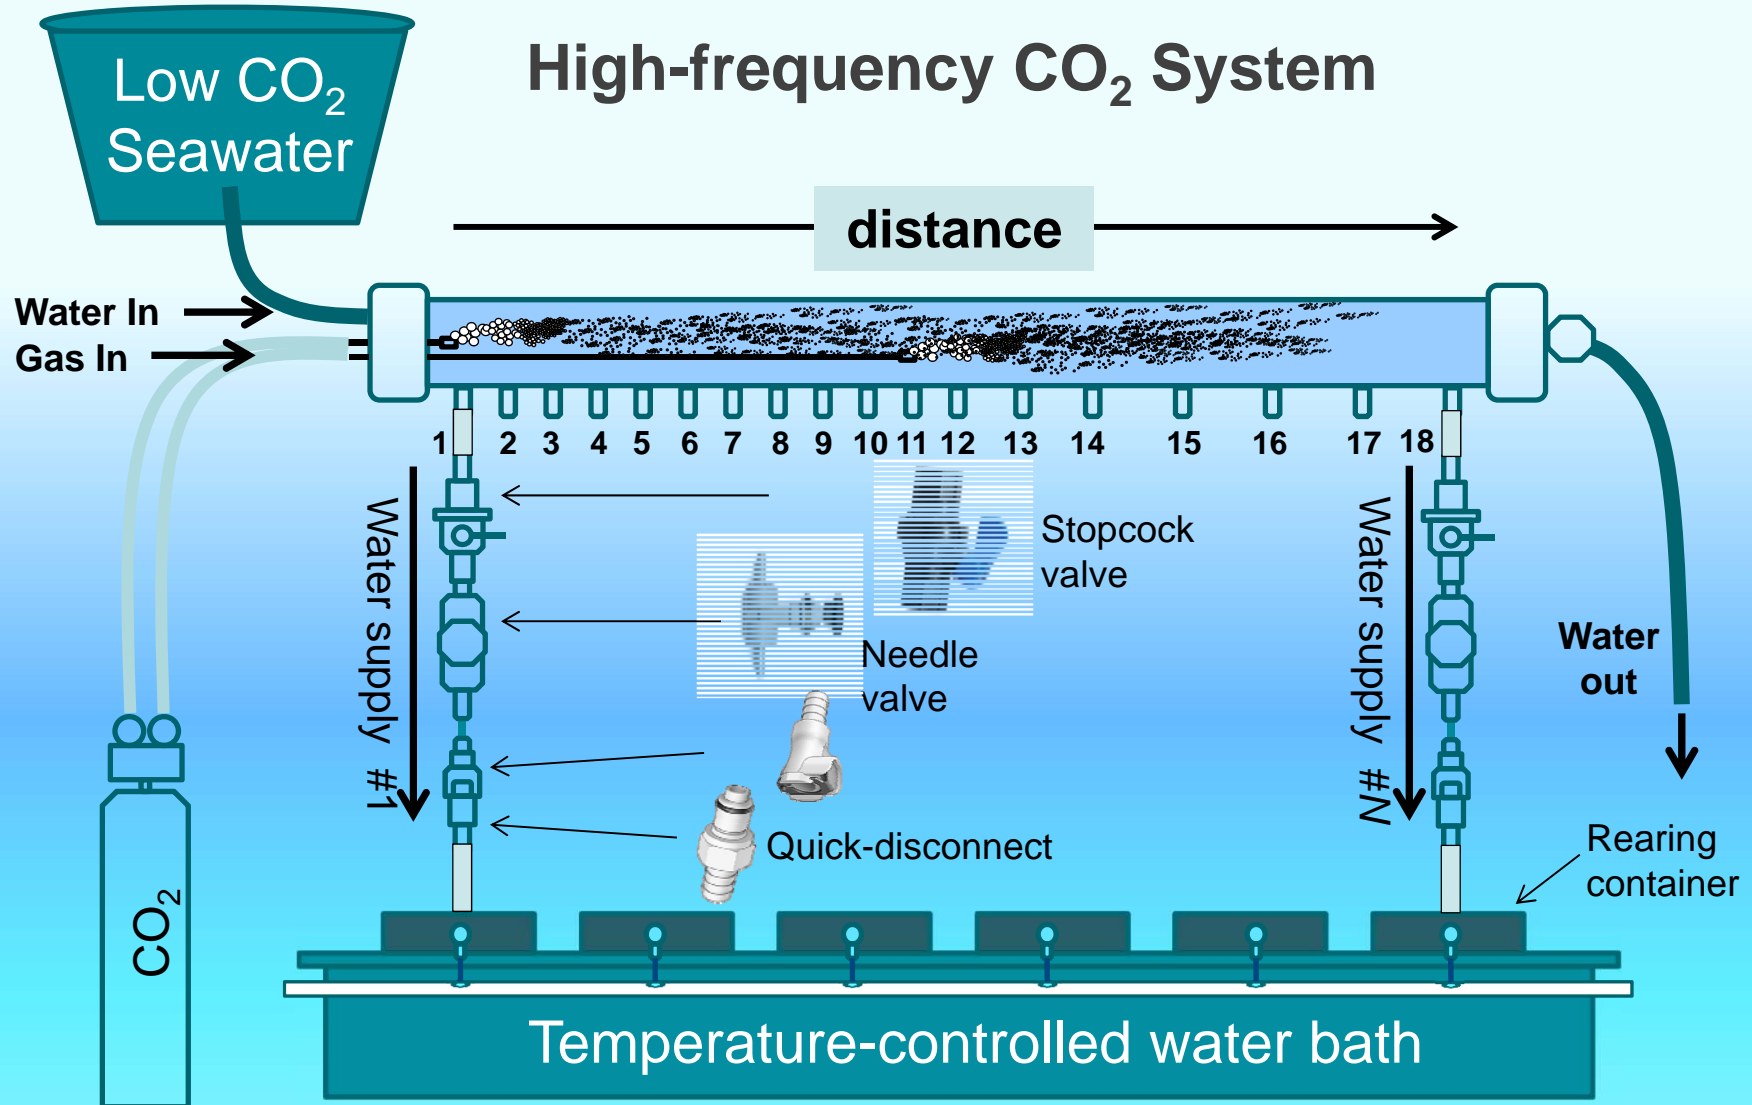 High-frequency CO₂ System
Low CO₂
Seawater
distance
Water In
Gas In
1 2 3 4 5 6 7 8 9 10 11 12 13 14 15 16 17 18
Water supply #1
Stopcock
valve
Needle
valve
Quick-disconnect
Water supply #N
Water
out
Rearing
container
CO₂
Temperature-controlled water bath